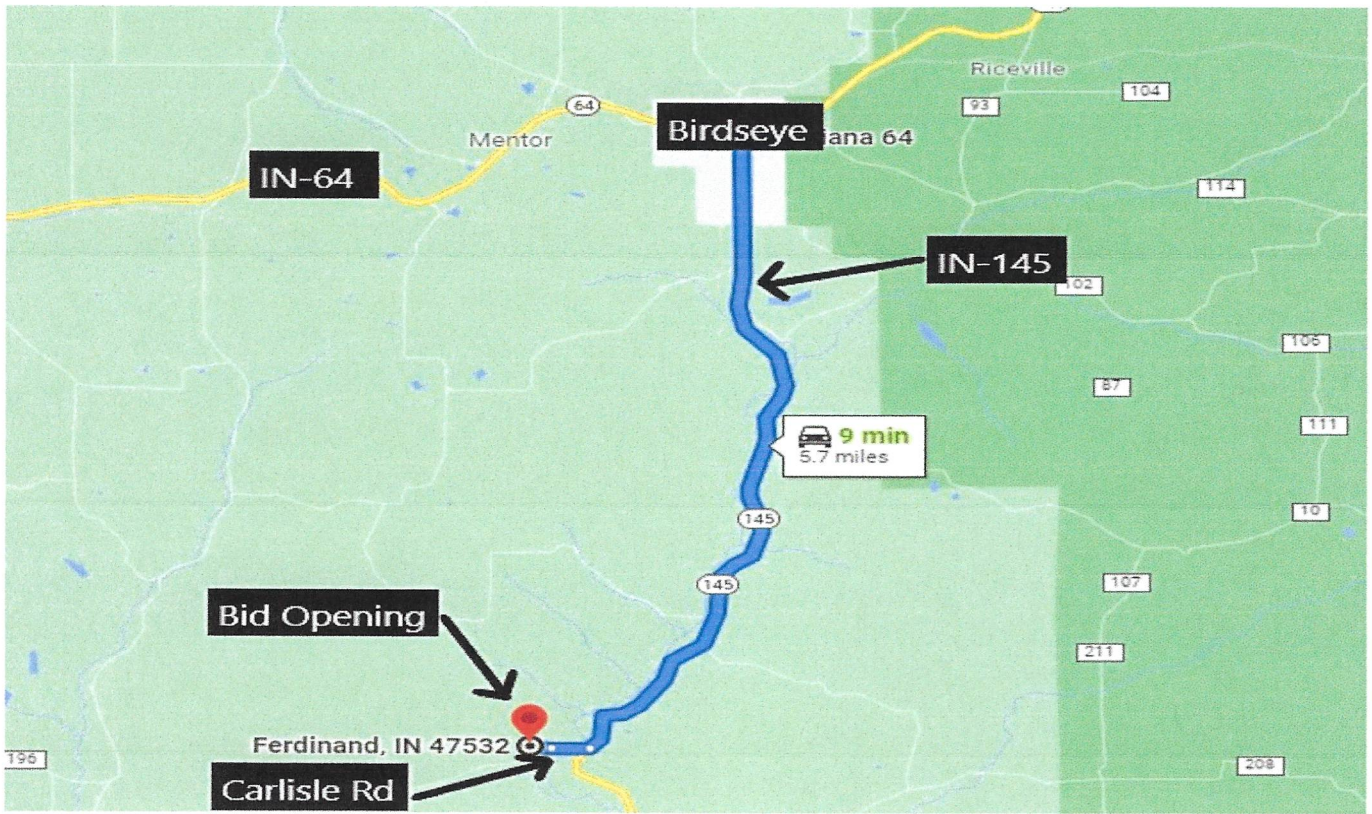 Riceville
104
93
64
Birdseye
iana 64
Mentor
IN-64
114
IN-145
102
106
87
111
9 min
5.7 miles
145
10
145
107
Bid Opening
211
Ferdinand, IN 47532
196
208
Carlisle Rd